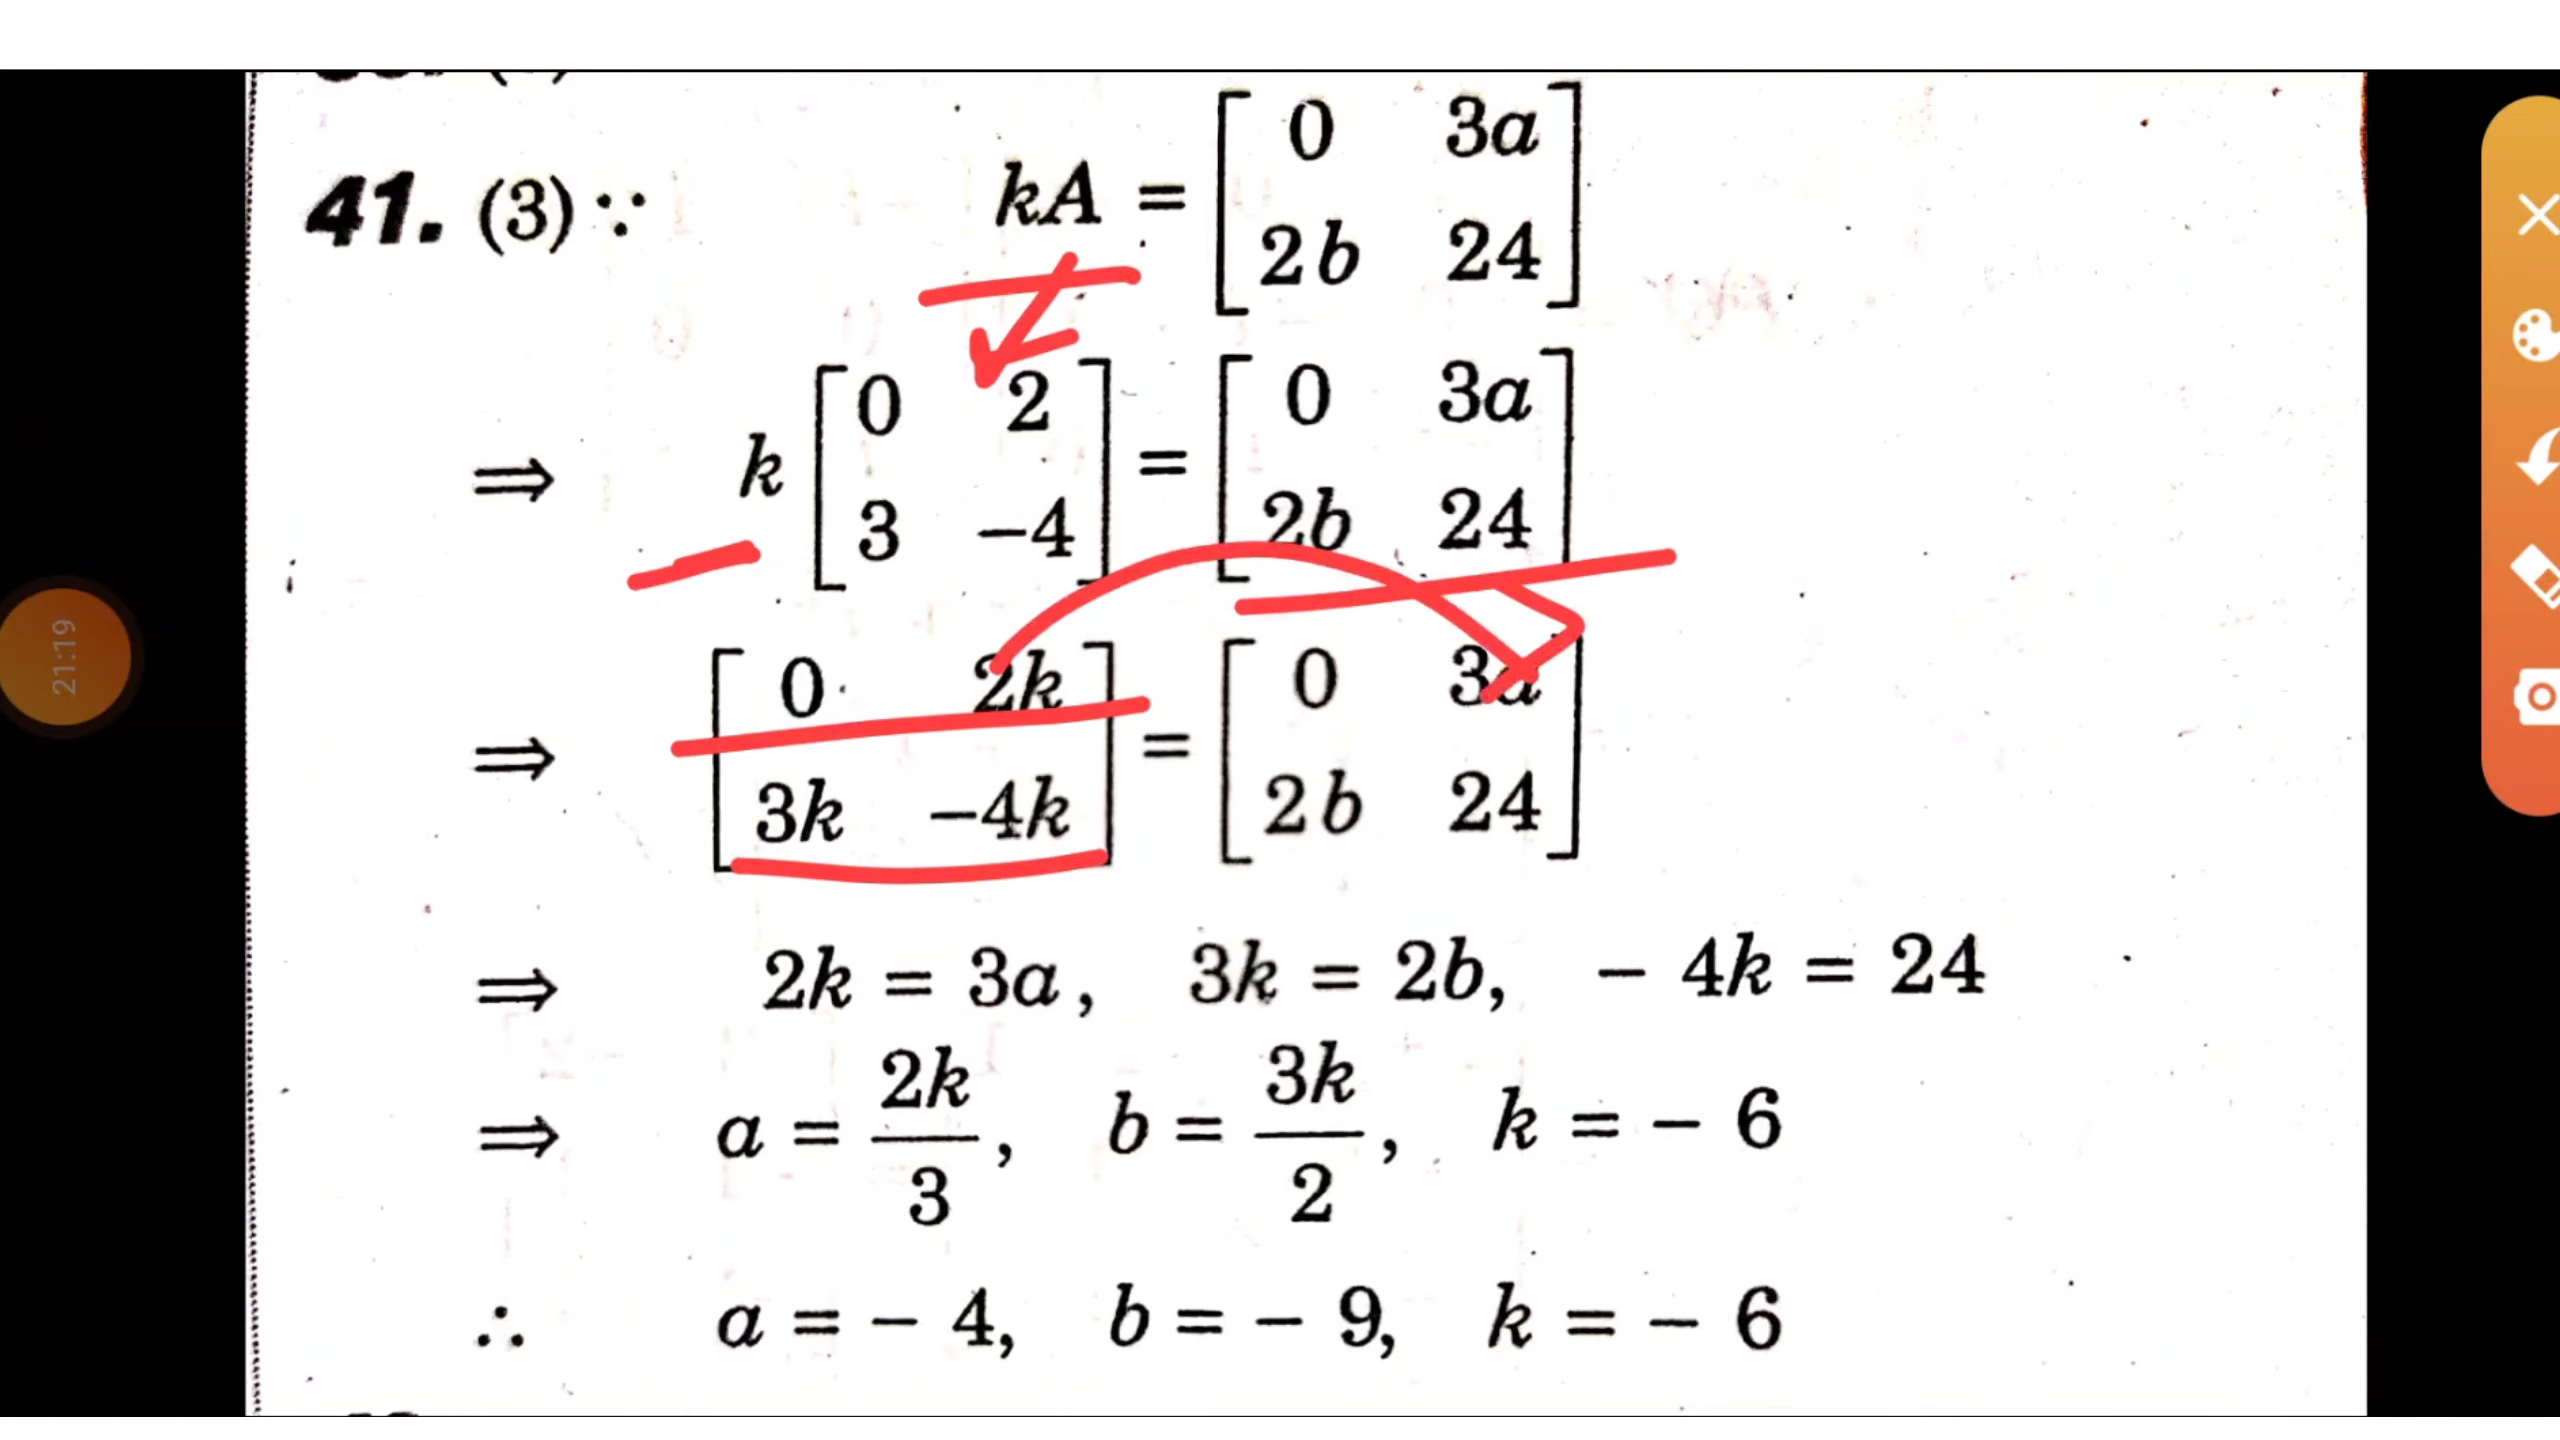 41. (3) ∵ kA = [ 0 3a
2b 24 ]
⇒ k [ 0 2
3 −4 ] = [ 0 3a
2b 24 ]
⇒ [ 0 2k
3k −4k ] = [ 0 3a
2b 24 ]
⇒ 2k = 3a, 3k = 2b, − 4k = 24
⇒ a = 2k/3, b = 3k/2, k = − 6
∴ a = − 4, b = − 9, k = − 6
21:19